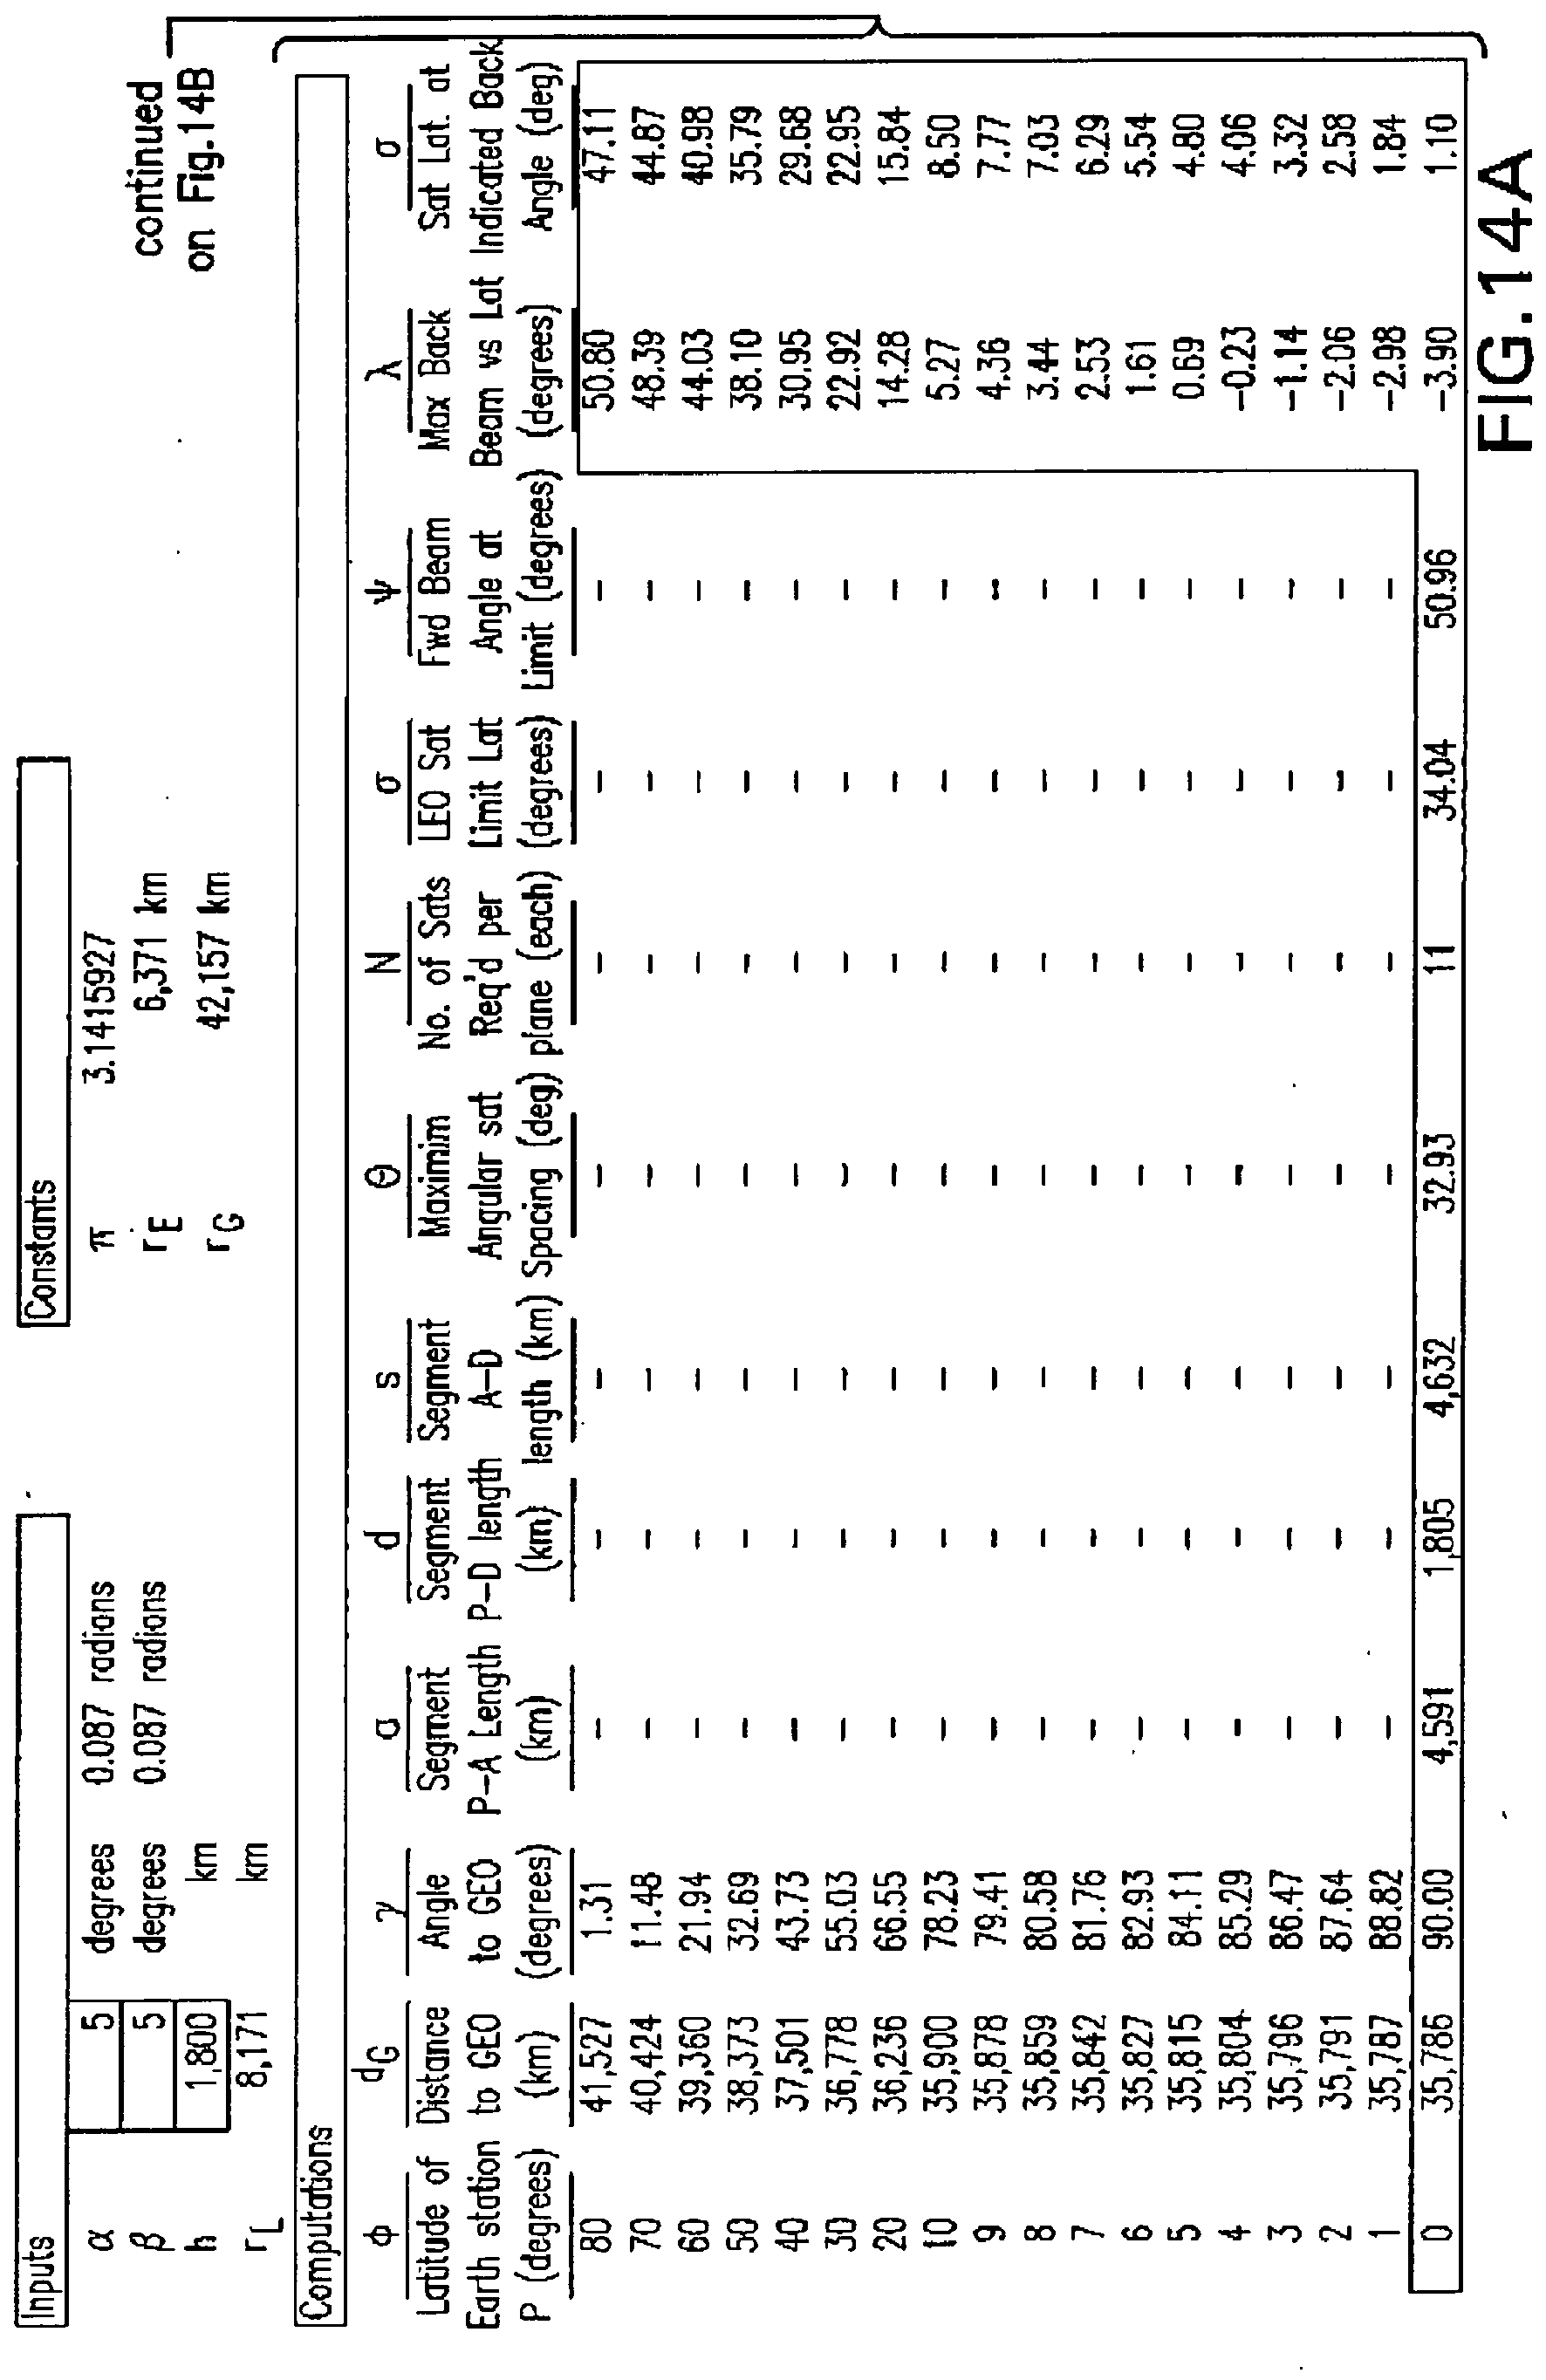 Inputs
α 5 degrees 0.087 radians
β 5 degrees 0.087 radians
h 1,800 km
rL 8,171 km
Constants
π 3.1415927
rE 6,371 km
rG 42,157 km
continued
on Fig.14B
Computations
ϕ dG γ a d s Θ N σ ψ λ σ
Latitude of Distance Angle Segment Segment Segment Maximim No. of Sats LEO Sat Fwd Beam Max Back Sat Lat. at
Earth station to GEO to GEO P–A Length P–D length A–D Angular sat Req'd per Limit Lat Angle at Beam vs Lat Indicated Back
P (degrees) (km) (degrees) (km) (km) length (km) Spacing (deg) plane (each) (degrees) Limit (degrees) (degrees) Angle (deg)
80 41,527 1.31 – – – – – – – 50.80 47.11
70 40,424 11.48 – – – – – – – 48.39 44.87
60 39,360 21.94 – – – – – – – 44.03 40.98
50 38,373 32.69 – – – – – – – 38.10 35.79
40 37,501 43.73 – – – – – – – 30.95 29.68
30 36,778 55.03 – – – – – – – 22.92 22.95
20 36,236 66.55 – – – – – – – 14.28 15.84
10 35,900 78.23 – – – – – – – 5.27 8.50
9 35,878 79.41 – – – – – – – 4.36 7.77
8 35,859 80.58 – – – – – – – 3.44 7.03
7 35,842 81.76 – – – – – – – 2.53 6.29
6 35,827 82.93 – – – – – – – 1.61 5.54
5 35,815 84.11 – – – – – – – 0.69 4.80
4 35,804 85.29 – – – – – – – –0.23 4.06
3 35,796 86.47 – – – – – – – –1.14 3.32
2 35,791 87.64 – – – – – – – –2.06 2.58
1 35,787 88.82 – – – – – – – –2.98 1.84
0 35,786 90.00 4,591 1,805 4,632 32.93 11 34.04 50.96 –3.90 1.10
FIG.14A